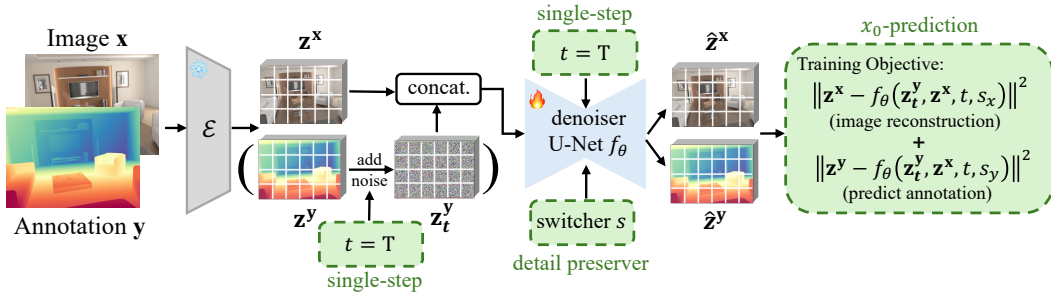 Image 𝐱
Annotation 𝐲
ℰ
𝐳^𝐱
(
𝐳^𝐲
add
noise
𝐳_𝒕^𝐲
)
t = T
single-step
concat.
single-step
t = T
denoiser
U-Net f_θ
switcher s
detail preserver
ẑ^𝐱
ẑ^𝐲
x₀-prediction
Training Objective:
‖𝐳^𝐱 − f_θ(𝐳_t^𝐲, 𝐳^𝐱, t, s_x)‖²
(image reconstruction)
+
‖𝐳^𝐲 − f_θ(𝐳_t^𝐲, 𝐳^𝐱, t, s_y)‖²
(predict annotation)